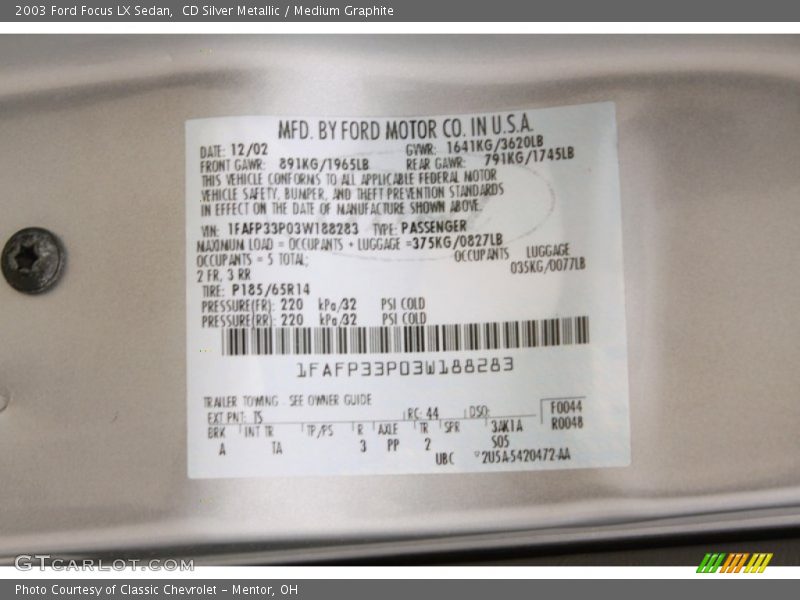 2003 Ford Focus LX Sedan,  CD Silver Metallic / Medium Graphite
MFD. BY FORD MOTOR CO. IN U.S.A.
DATE: 12/02 GVWR: 1641KG/3620LB
FRONT GAWR: 891KG/1965LB REAR GAWR: 791KG/1745LB
THIS VEHICLE CONFORMS TO ALL APPLICABLE FEDERAL MOTOR
VEHICLE SAFETY, BUMPER, AND THEFT PREVENTION STANDARDS
IN EFFECT ON THE DATE OF MANUFACTURE SHOWN ABOVE.
VIN: 1FAFP33P03W188283 TYPE: PASSENGER
MAXIMUM LOAD = OCCUPANTS + LUGGAGE =375KG/0827LB
OCCUPANTS = 5 TOTAL; OCCUPANTS LUGGAGE
2 FR, 3 RR 035KG/0077LB
TIRE: P185/65R14
PRESSURE(FR): 220 kPa/32 PSI COLD
PRESSURE(RR): 220 kPa/32 PSI COLD
1FAFP33P03W188283
TRAILER TOWING - SEE OWNER GUIDE
EXT PNT: TS RC: 44 DSO: F0044
BRK INT TR TP/PS R AXLE TR SPR 3AK1A R0048
A TA 3 PP 2 S05
UBC 2U5A-5420472-AA
GTCARLOT.COM
Photo Courtesy of Classic Chevrolet - Mentor, OH